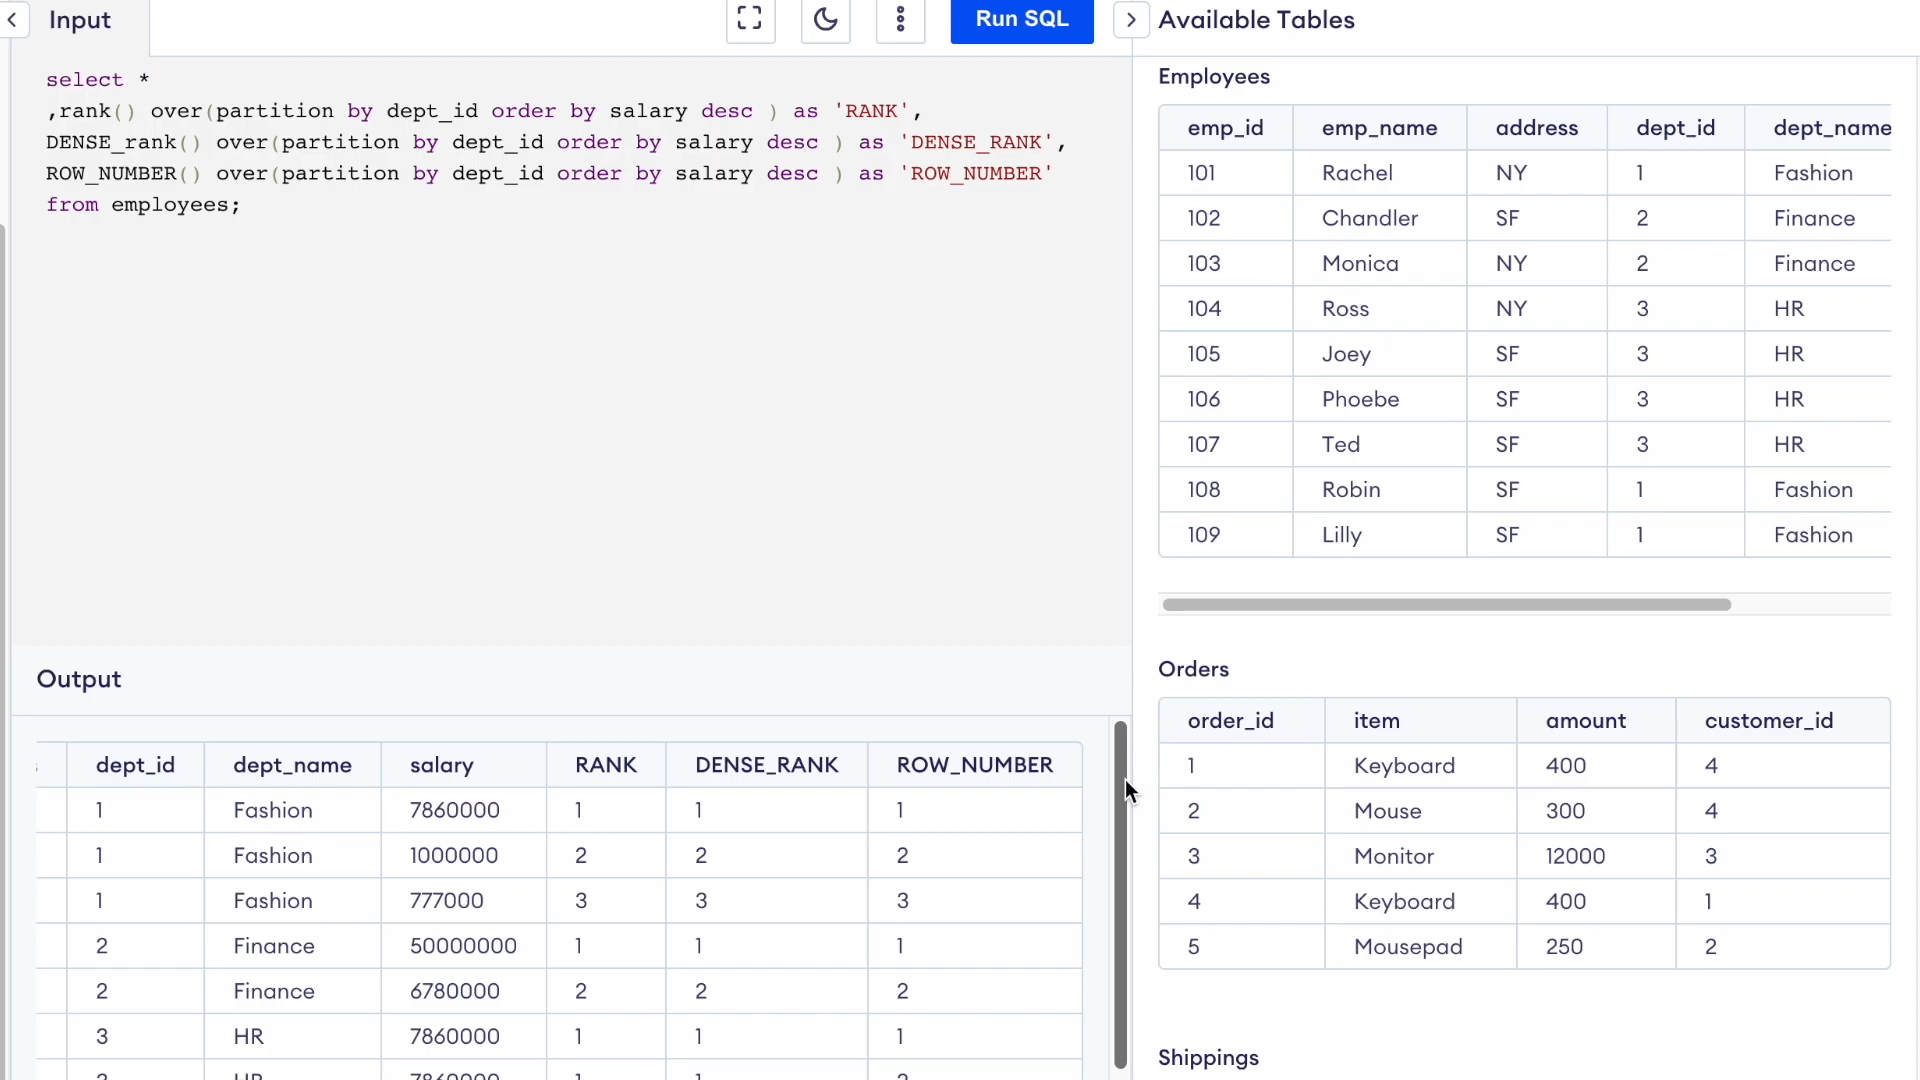 Input
Run SQL
Available Tables
select *
,rank() over(partition by dept_id order by salary desc ) as 'RANK',
DENSE_rank() over(partition by dept_id order by salary desc ) as 'DENSE_RANK',
ROW_NUMBER() over(partition by dept_id order by salary desc ) as 'ROW_NUMBER'
from employees;
Output
dept_id dept_name salary RANK DENSE_RANK ROW_NUMBER
1 Fashion 7860000 1 1 1
1 Fashion 1000000 2 2 2
1 Fashion 777000 3 3 3
2 Finance 50000000 1 1 1
2 Finance 6780000 2 2 2
3 HR 7860000 1 1 1
Employees
emp_id emp_name address dept_id dept_name
101 Rachel NY 1 Fashion
102 Chandler SF 2 Finance
103 Monica NY 2 Finance
104 Ross NY 3 HR
105 Joey SF 3 HR
106 Phoebe SF 3 HR
107 Ted SF 3 HR
108 Robin SF 1 Fashion
109 Lilly SF 1 Fashion
Orders
order_id item amount customer_id
1 Keyboard 400 4
2 Mouse 300 4
3 Monitor 12000 3
4 Keyboard 400 1
5 Mousepad 250 2
Shippings